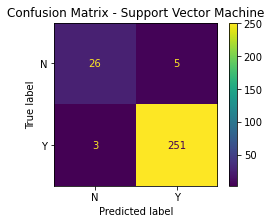 Confusion Matrix - Support Vector Machine
250
N
26
5
200
True label
150
100
Y
3
251
50
N
Y
Predicted label